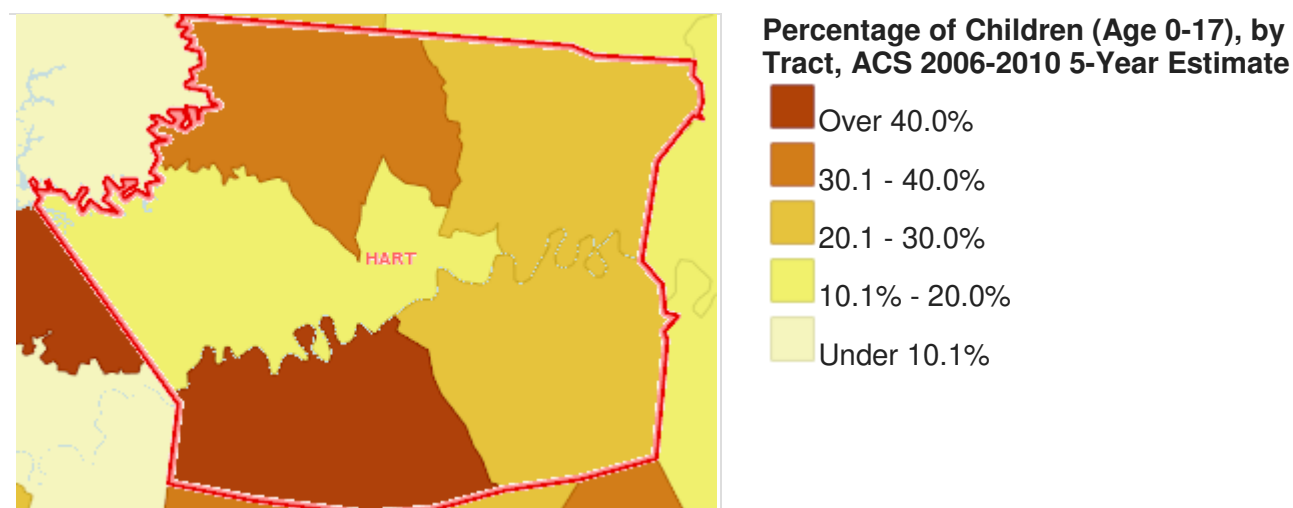 Percentage of Children (Age 0-17), by
Tract, ACS 2006-2010 5-Year Estimate
Over 40.0%
30.1 - 40.0%
20.1 - 30.0%
10.1% - 20.0%
Under 10.1%
HART